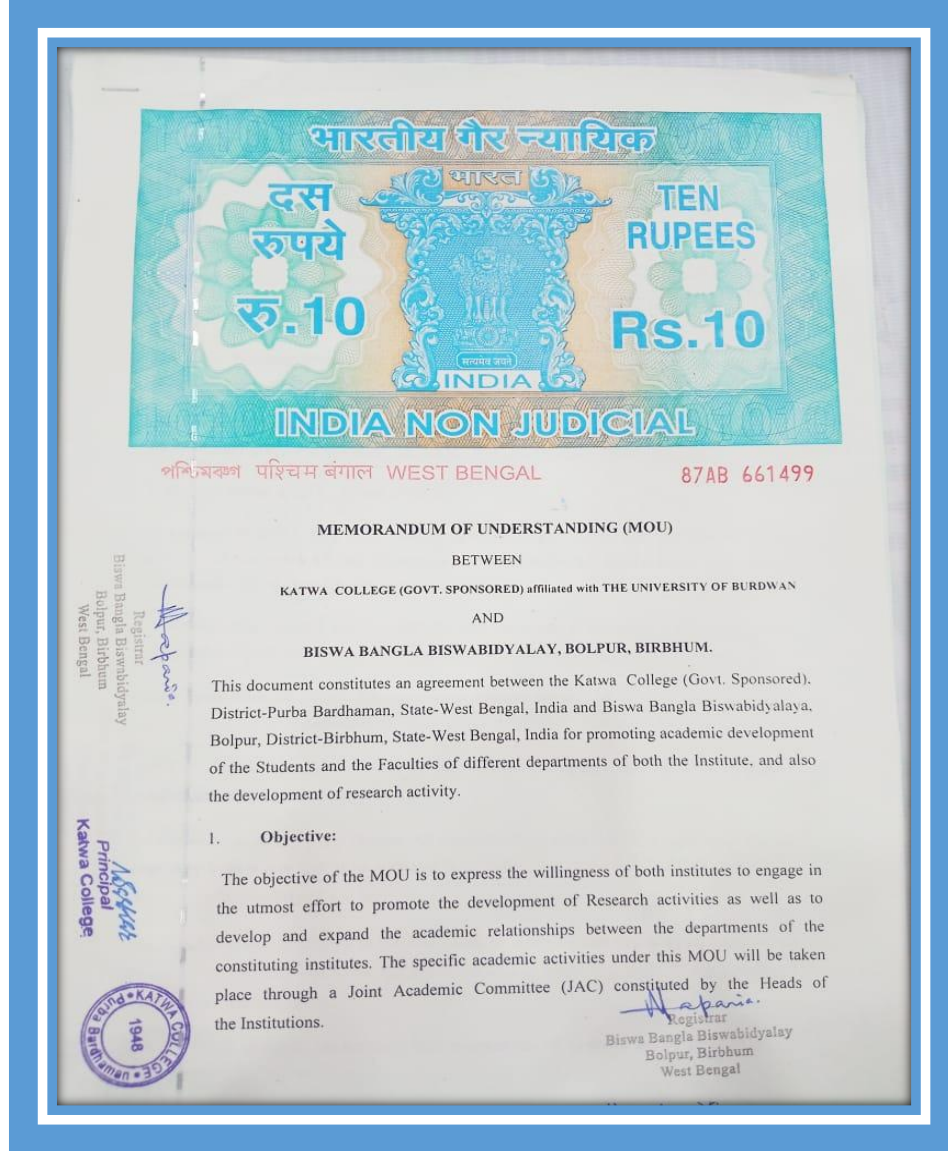 भारतीय गैर न्यायिक
भारत
दस
रुपये
रु.10
TEN
RUPEES
Rs.10
सत्यमेव जयते
INDIA
INDIA NON JUDICIAL
পশ্চিমবঙ্গ पश्चिम बंगाल WEST BENGAL
87AB 661499
MEMORANDUM OF UNDERSTANDING (MOU)
BETWEEN
KATWA COLLEGE (GOVT. SPONSORED) affiliated with THE UNIVERSITY OF BURDWAN
AND
BISWA BANGLA BISWABIDYALAY, BOLPUR, BIRBHUM.
This document constitutes an agreement between the Katwa College (Govt. Sponsored),
District-Purba Bardhaman, State-West Bengal, India and Biswa Bangla Biswabidyalaya,
Bolpur, District-Birbhum, State-West Bengal, India for promoting academic development
of the Students and the Faculties of different departments of both the Institute, and also
the development of research activity.
1. Objective:
The objective of the MOU is to express the willingness of both institutes to engage in
the utmost effort to promote the development of Research activities as well as to
develop and expand the academic relationships between the departments of the
constituting institutes. The specific academic activities under this MOU will be taken
place through a Joint Academic Committee (JAC) constituted by the Heads of
the Institutions.
Registrar
Biswa Bangla Biswabidyalay
Bolpur, Birbhum
West Bengal
Registrar
Biswa Bangla Biswabidyalay
Bolpur, Birbhum
West Bengal
Principal
Katwa College
KATWA COLLEGE
Purba Bardhaman
1948